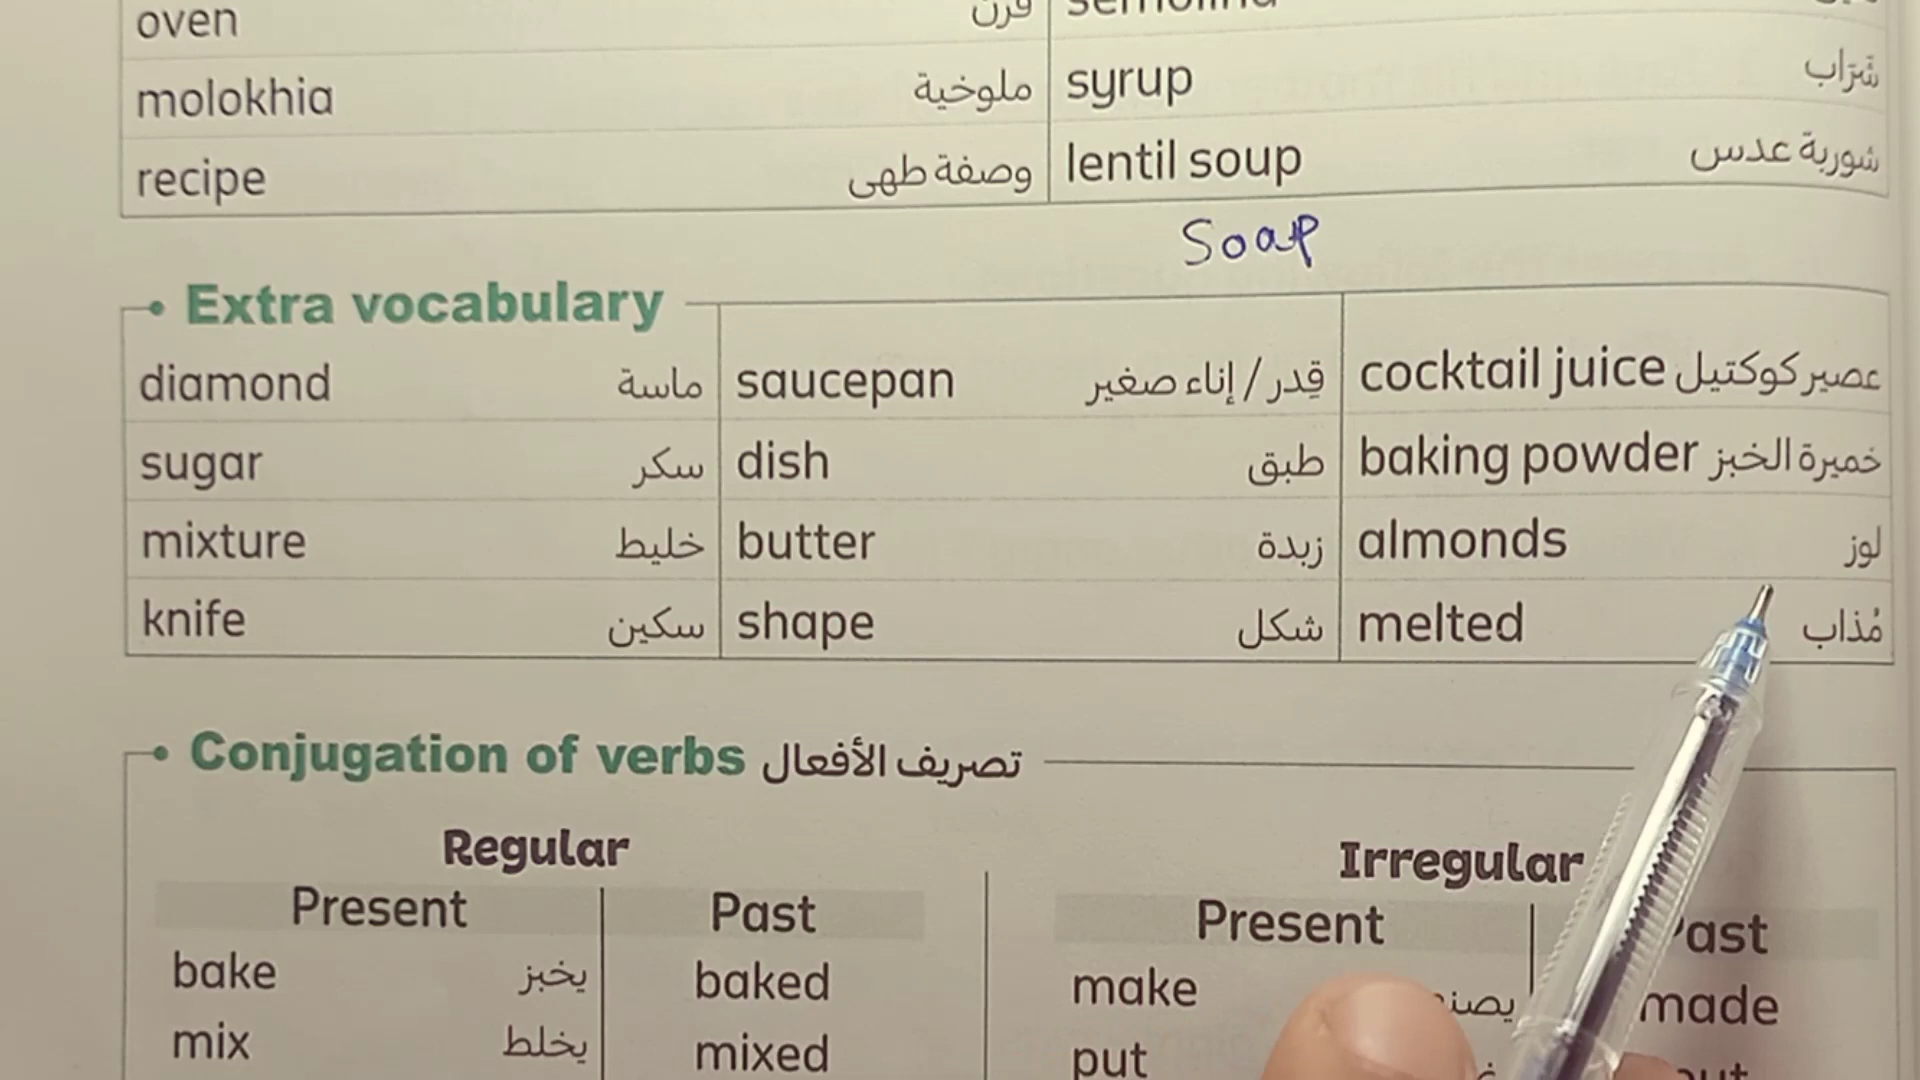 oven فرن
molokhia ملوخية syrup شَرَاب
recipe وصفة طهى lentil soup شوربة عدس
Soap
• Extra vocabulary
diamond ماسة saucepan قِدر / إناء صغير cocktail juice عصير كوكتيل
sugar سكر dish طبق baking powder خميرة الخبز
mixture خليط butter زبدة almonds لوز
knife سكين shape شكل melted مُذاب
• Conjugation of verbs تصريف الأفعال
Regular Irregular
Present Past Present Past
bake يخبز baked make made
mix يخلط mixed put